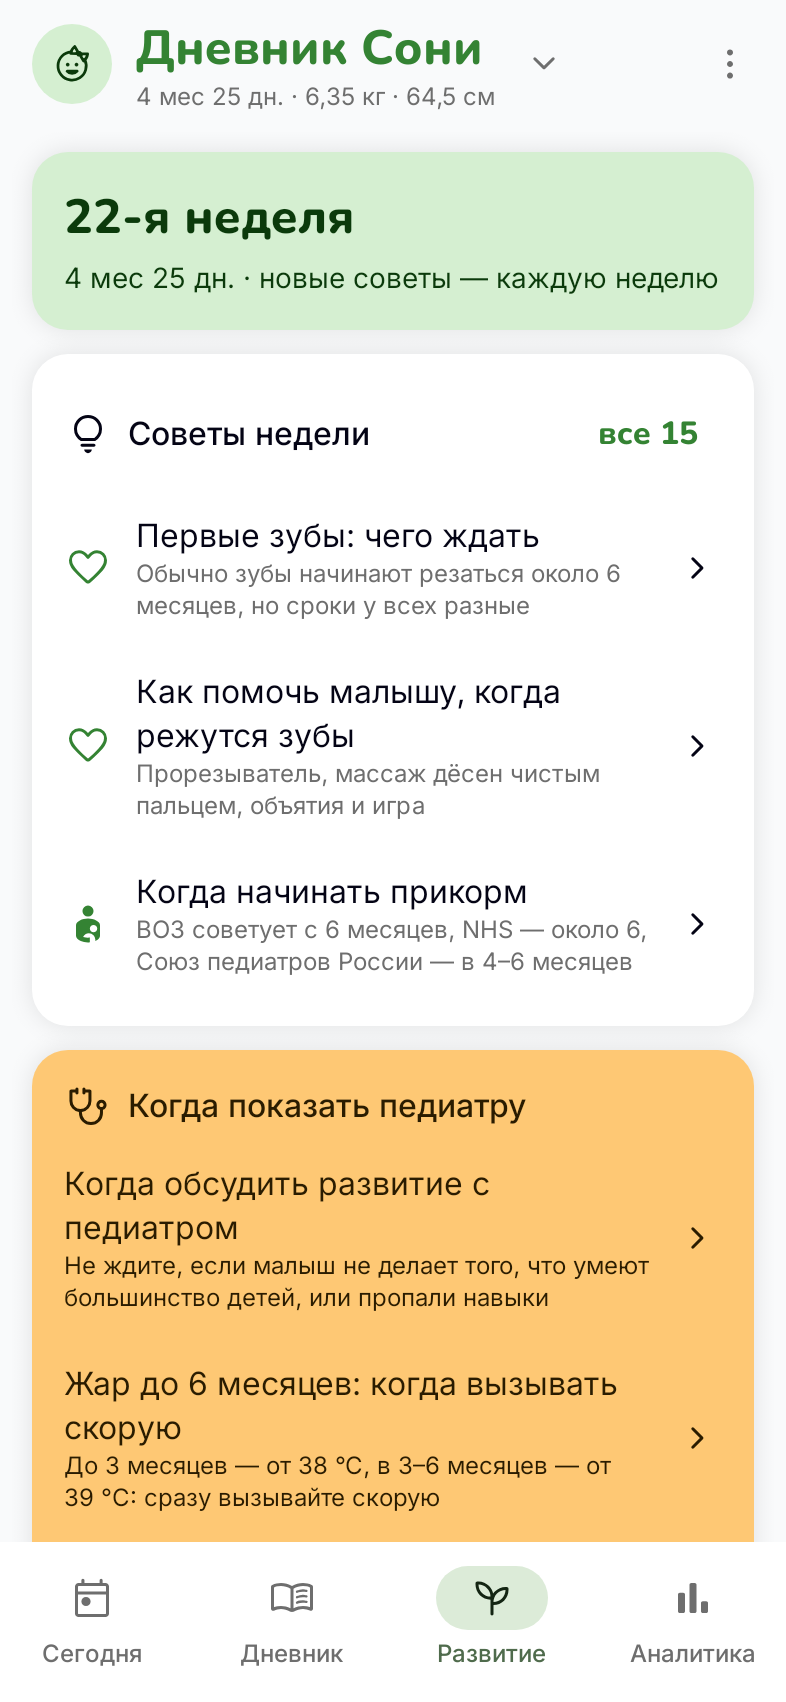 Дневник Сони
4 мес 25 дн. · 6,35 кг · 64,5 см
22-я неделя
4 мес 25 дн. · новые советы — каждую неделю
Советы недели
все 15
Первые зубы: чего ждать
Обычно зубы начинают резаться около 6
месяцев, но сроки у всех разные
Как помочь малышу, когда
режутся зубы
Прорезыватель, массаж дёсен чистым
пальцем, объятия и игра
Когда начинать прикорм
ВОЗ советует с 6 месяцев, NHS — около 6,
Союз педиатров России — в 4–6 месяцев
Когда показать педиатру
Когда обсудить развитие с
педиатром
Не ждите, если малыш не делает того, что умеют
большинство детей, или пропали навыки
Жар до 6 месяцев: когда вызывать
скорую
До 3 месяцев — от 38 °C, в 3–6 месяцев — от
39 °C: сразу вызывайте скорую
Сегодня
Дневник
Развитие
Аналитика